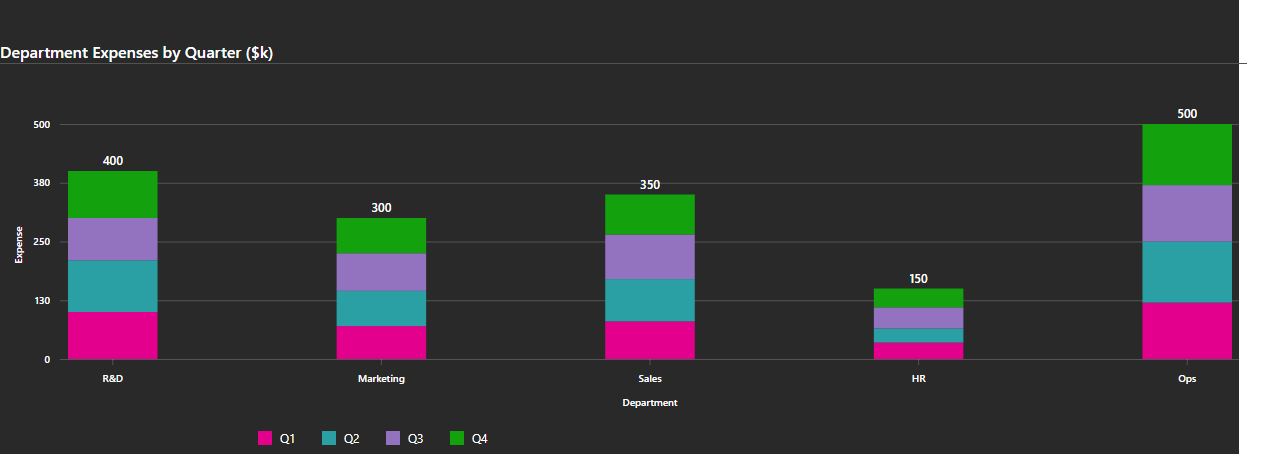 Department Expenses by Quarter ($k)
500
380
250
130
0
Expense
400
300
350
150
500
R&D Marketing Sales HR Ops
Department
Q1 Q2 Q3 Q4